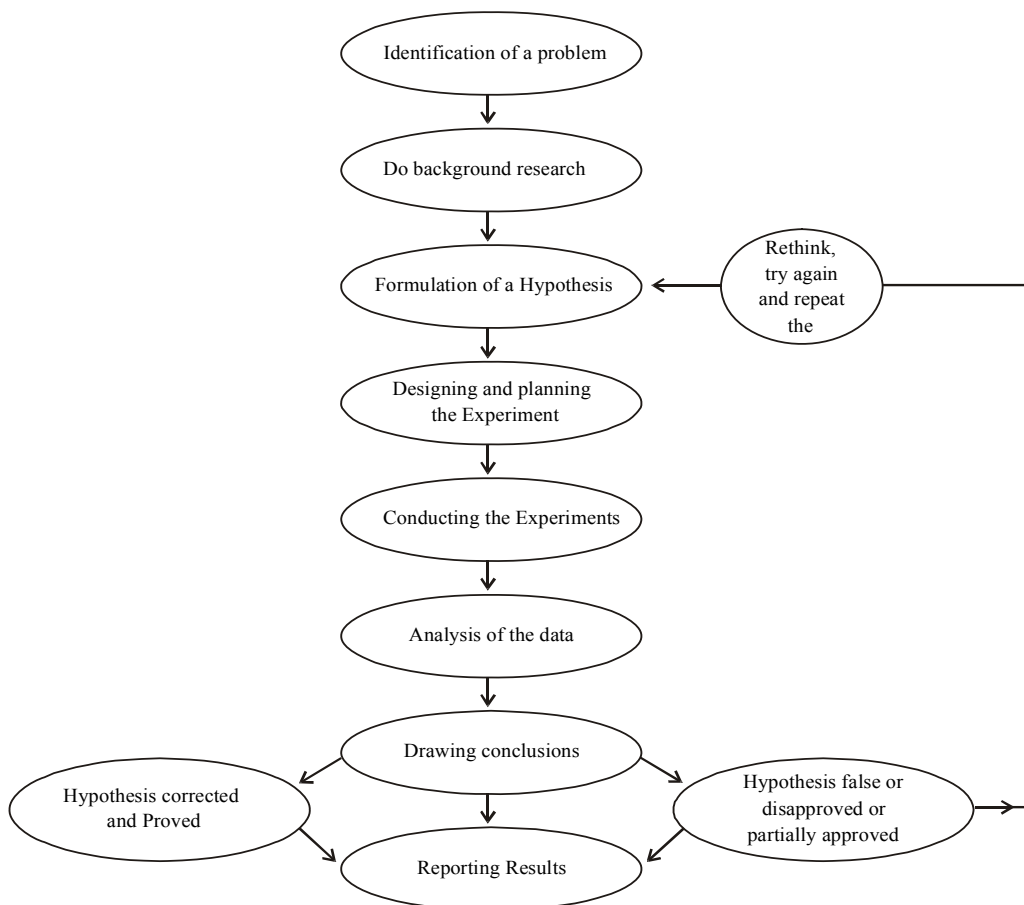 Identification of a problem
Do background research
Rethink,
try again
and repeat
the
Formulation of a Hypothesis
Designing and planning
the Experiment
Conducting the Experiments
Analysis of the data
Drawing conclusions
Hypothesis corrected
and Proved
Hypothesis false or
disapproved or
partially approved
Reporting Results